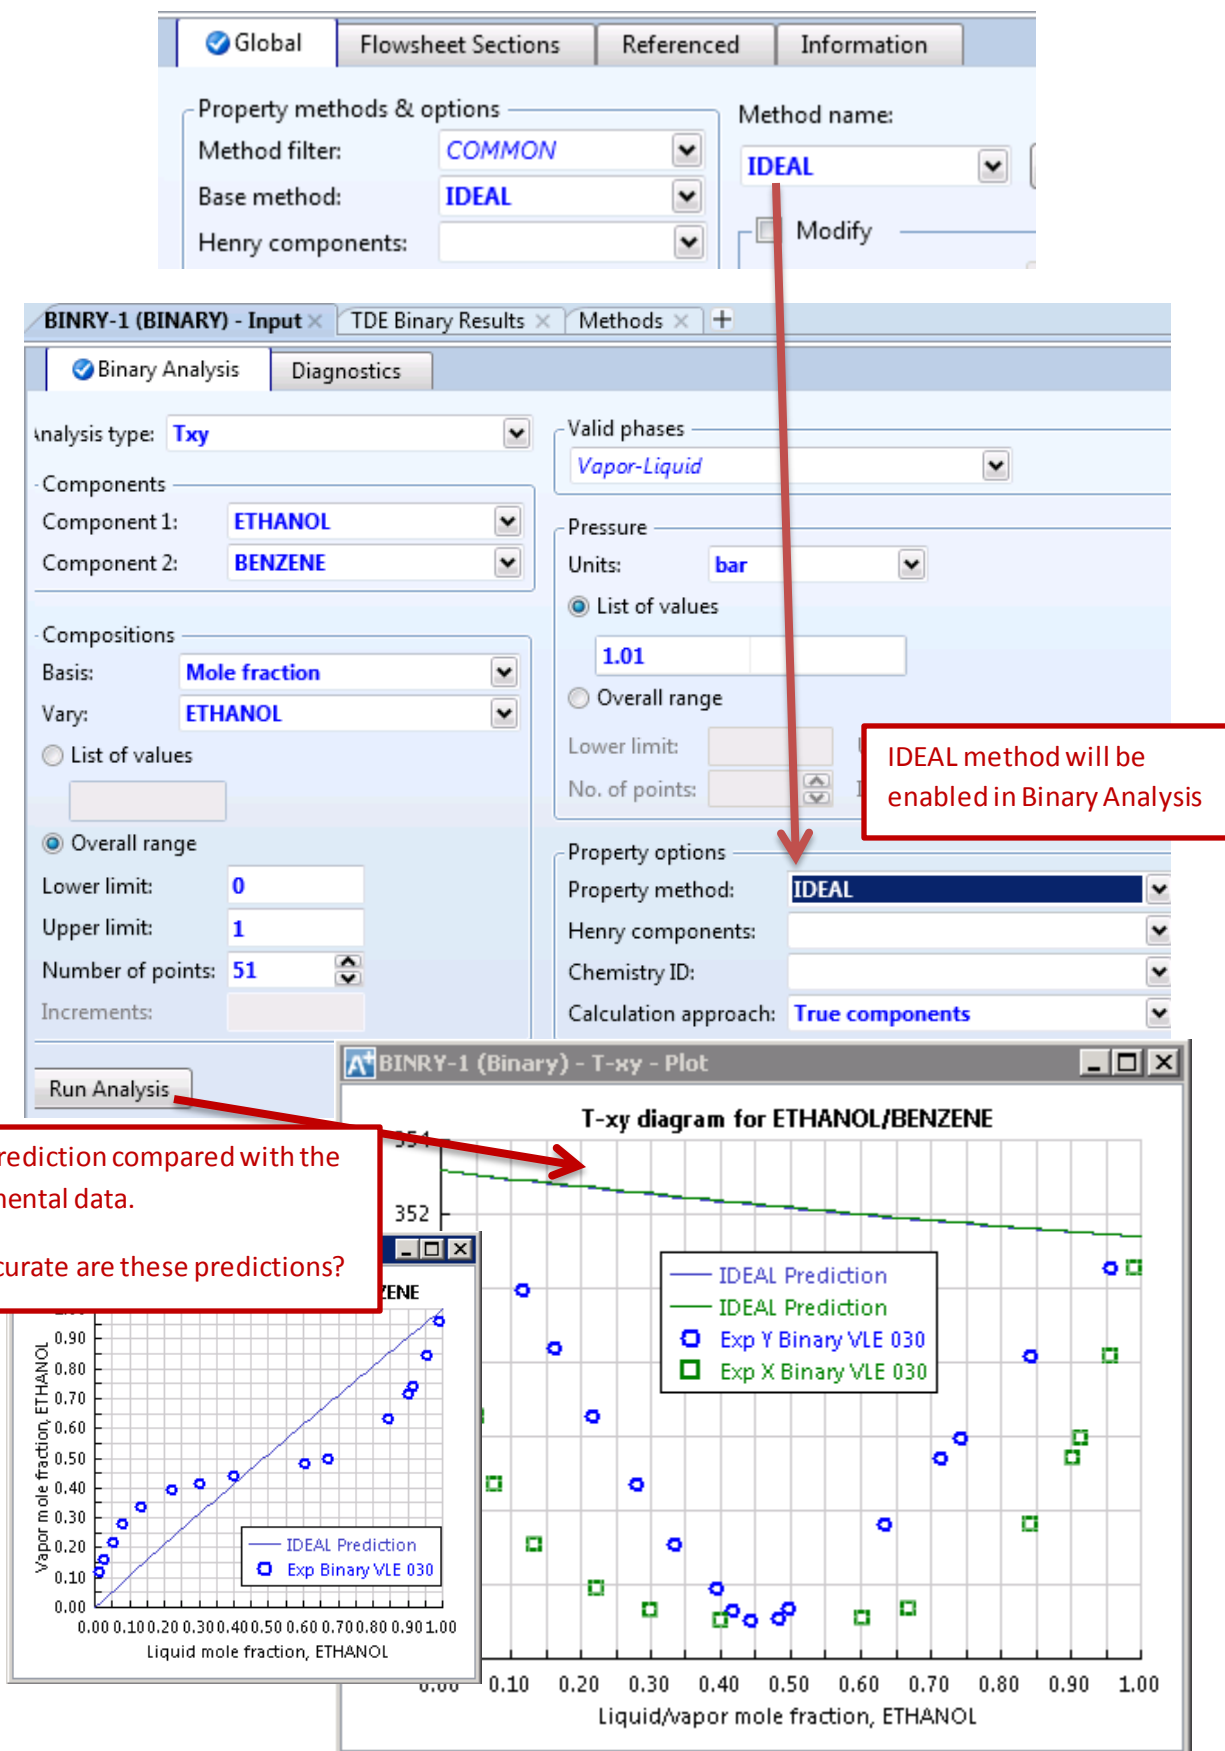 Global Flowsheet Sections Referenced Information
Property methods & options
Method filter: COMMON
Base method: IDEAL
Henry components:
Method name:
IDEAL
Modify
BINRY-1 (BINARY) - Input TDE Binary Results Methods
Binary Analysis Diagnostics
Analysis type: Txy
Components
Component 1: ETHANOL
Component 2: BENZENE
Compositions
Basis: Mole fraction
Vary: ETHANOL
List of values
Overall range
Lower limit: 0
Upper limit: 1
Number of points: 51
Increments:
Run Analysis
Valid phases
Vapor-Liquid
Pressure
Units: bar
List of values
1.01
Overall range
Lower limit:
No. of points:
IDEAL method will be
enabled in Binary Analysis
Property options
Property method: IDEAL
Henry components:
Chemistry ID:
Calculation approach: True components
BINRY-1 (Binary) - T-xy - Plot
T-xy diagram for ETHANOL/BENZENE
354
352
IDEAL Prediction
IDEAL Prediction
Exp Y Binary VLE 030
Exp X Binary VLE 030
0.00 0.10 0.20 0.30 0.40 0.50 0.60 0.70 0.80 0.90 1.00
Liquid/vapor mole fraction, ETHANOL
rediction compared with the
mental data.
curate are these predictions?
ZENE
0.90
0.80
0.70
0.60
0.50
0.40
0.30
0.20
0.10
0.00
Vapor mole fraction, ETHANOL
IDEAL Prediction
Exp Binary VLE 030
0.00 0.10 0.20 0.30 0.40 0.50 0.60 0.70 0.80 0.90 1.00
Liquid mole fraction, ETHANOL